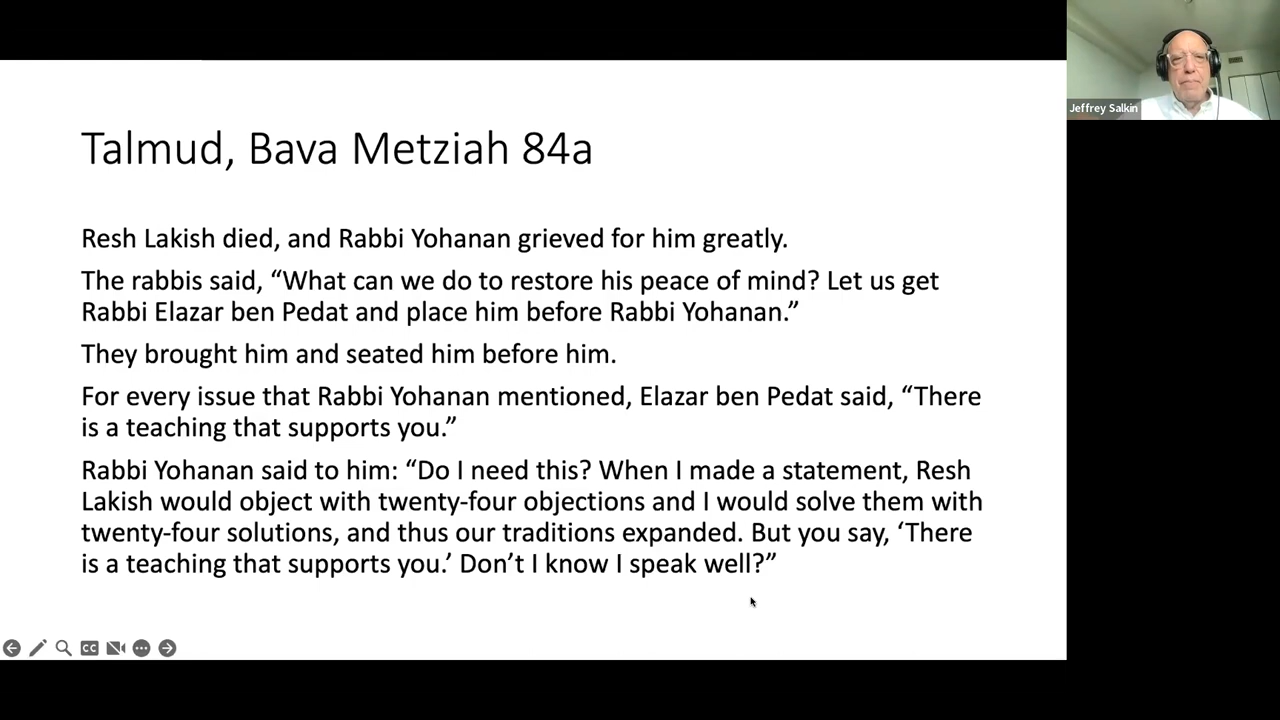 Jeffrey Salkin
Talmud, Bava Metziah 84a
Resh Lakish died, and Rabbi Yohanan grieved for him greatly.
The rabbis said, “What can we do to restore his peace of mind? Let us get
Rabbi Elazar ben Pedat and place him before Rabbi Yohanan.”
They brought him and seated him before him.
For every issue that Rabbi Yohanan mentioned, Elazar ben Pedat said, “There
is a teaching that supports you.”
Rabbi Yohanan said to him: “Do I need this? When I made a statement, Resh
Lakish would object with twenty-four objections and I would solve them with
twenty-four solutions, and thus our traditions expanded. But you say, ‘There
is a teaching that supports you.’ Don’t I know I speak well?”
CC